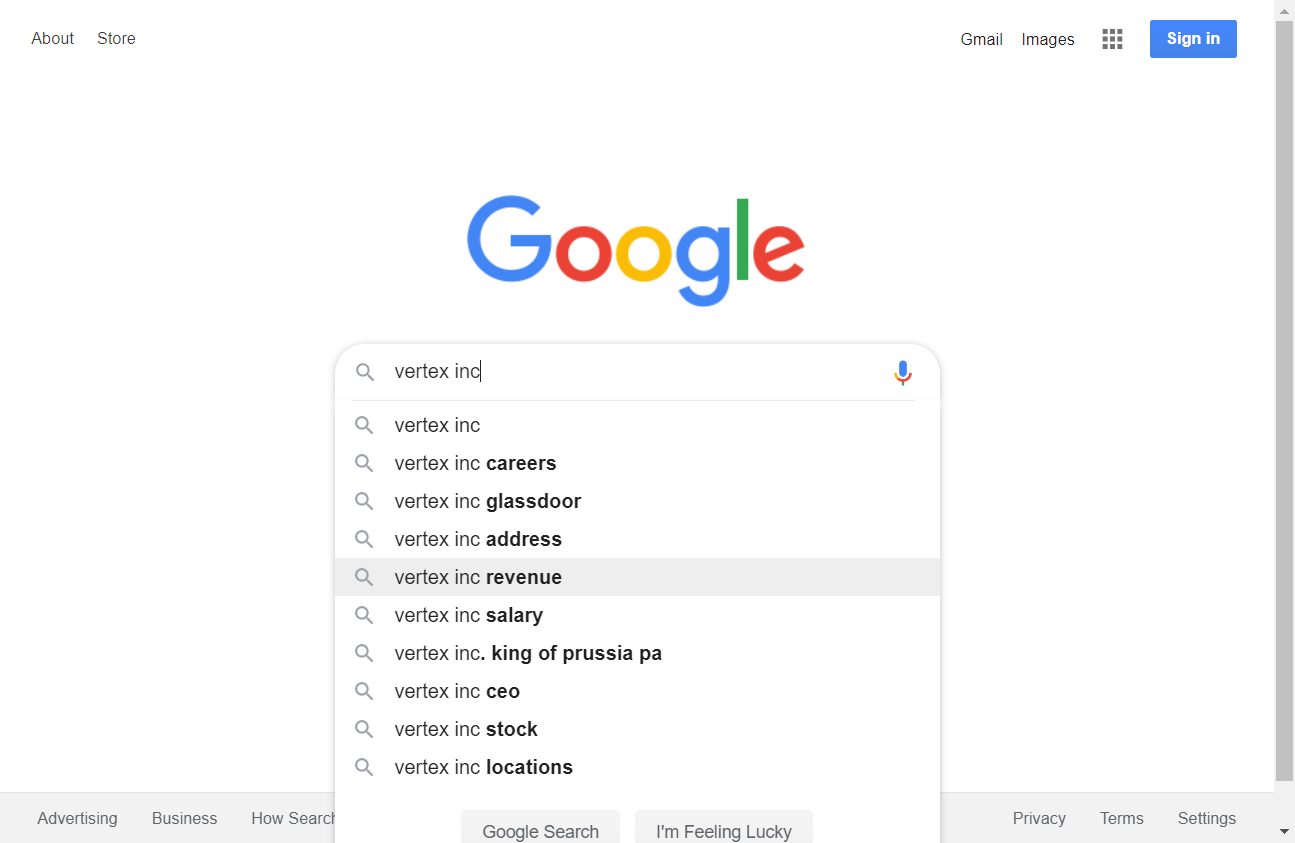 About Store Gmail Images Sign in
Google
vertex inc
vertex inc
vertex inc careers
vertex inc glassdoor
vertex inc address
vertex inc revenue
vertex inc salary
vertex inc. king of prussia pa
vertex inc ceo
vertex inc stock
vertex inc locations
Google Search I'm Feeling Lucky
Advertising Business How Search Privacy Terms Settings